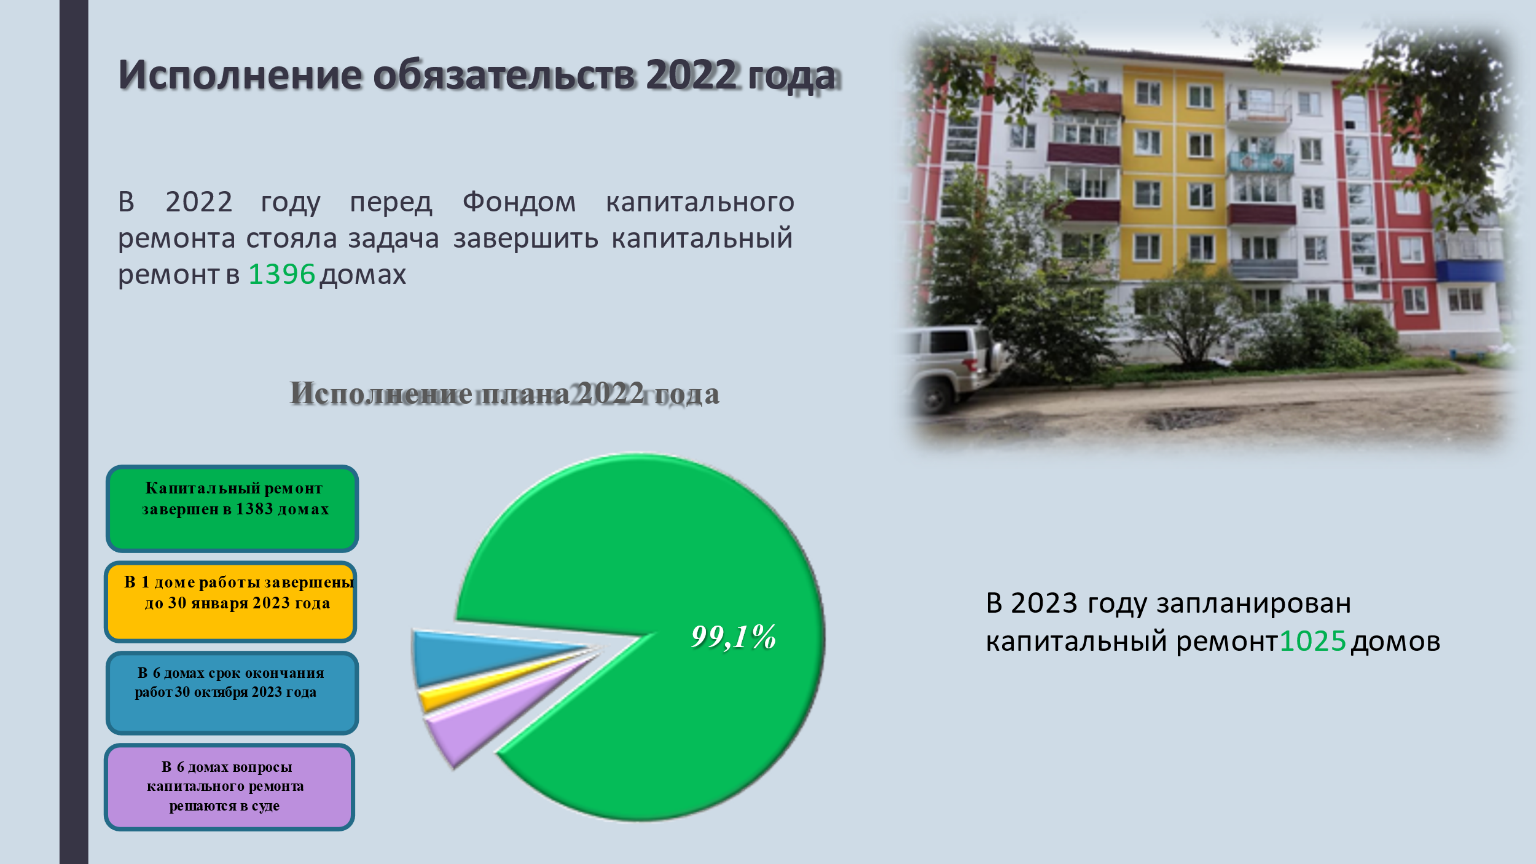 Исполнение обязательств 2022 года
В 2022 году перед Фондом капитального
ремонта стояла задача завершить капитальный
ремонт в 1396 домах
Исполнение плана 2022 года
Капитальный ремонт
завершен в 1383 домах
В 1 доме работы завершены
до 30 января 2023 года
В 6 домах срок окончания
работ 30 октября 2023 года
В 6 домах вопросы
капитального ремонта
решаются в суде
99,1%
В 2023 году запланирован
капитальный ремонт 1025 домов